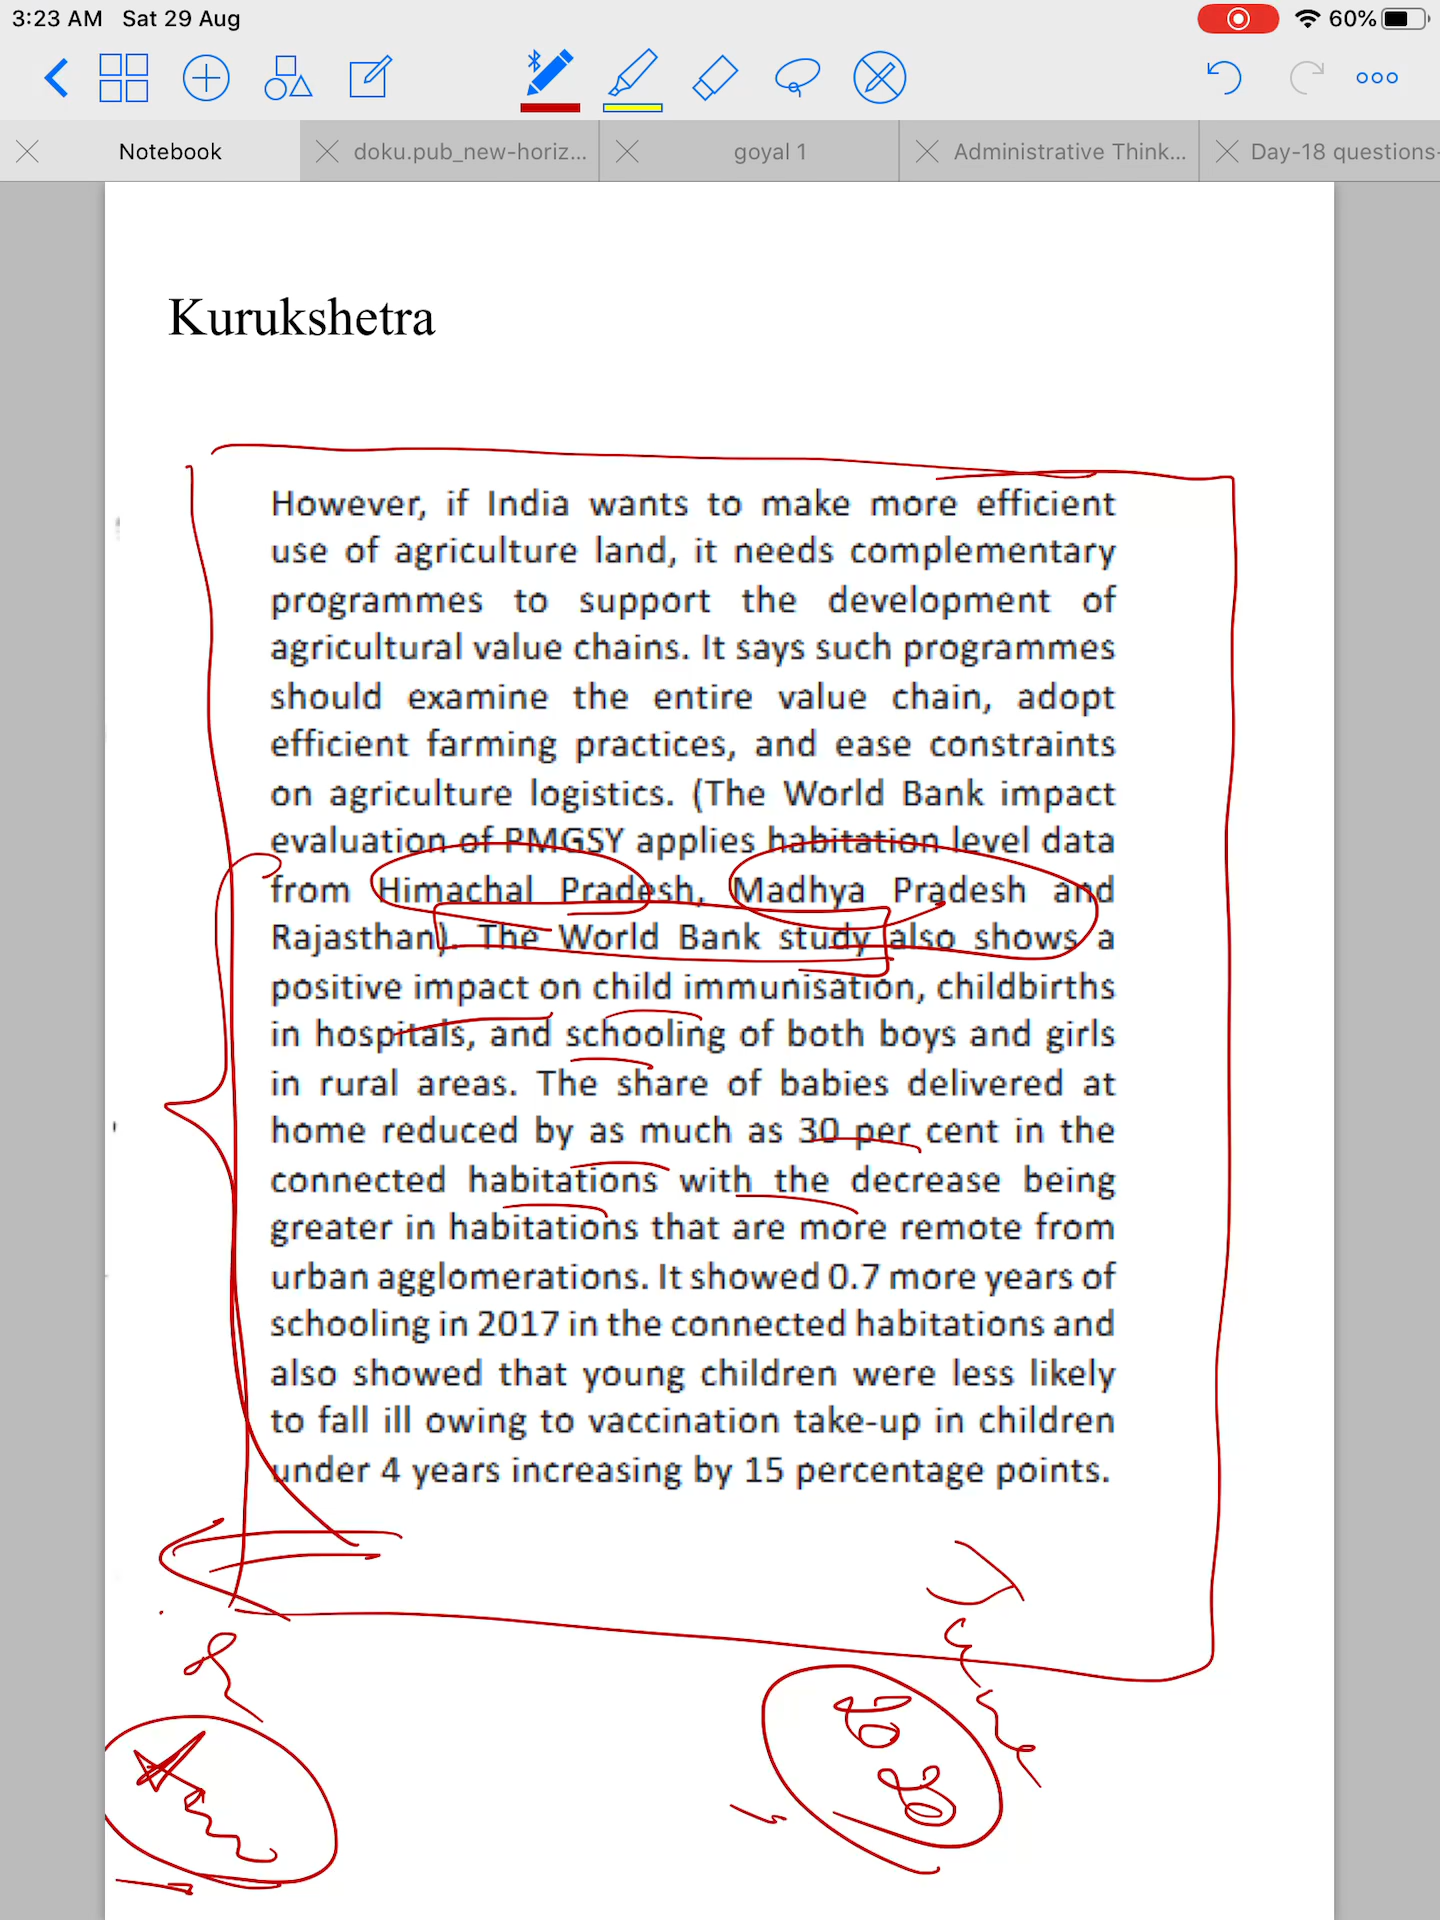 3:23 AM Sat 29 Aug
60%
Notebook
doku.pub_new-horiz...
goyal 1
Administrative Think...
Day-18 questions-
Kurukshetra
However, if India wants to make more efficient
use of agriculture land, it needs complementary
programmes to support the development of
agricultural value chains. It says such programmes
should examine the entire value chain, adopt
efficient farming practices, and ease constraints
on agriculture logistics. (The World Bank impact
evaluation of PMGSY applies habitation level data
from Himachal Pradesh, Madhya Pradesh and
Rajasthan). The World Bank study also shows a
positive impact on child immunisation, childbirths
in hospitals, and schooling of both boys and girls
in rural areas. The share of babies delivered at
home reduced by as much as 30 per cent in the
connected habitations with the decrease being
greater in habitations that are more remote from
urban agglomerations. It showed 0.7 more years of
schooling in 2017 in the connected habitations and
also showed that young children were less likely
to fall ill owing to vaccination take-up in children
under 4 years increasing by 15 percentage points.